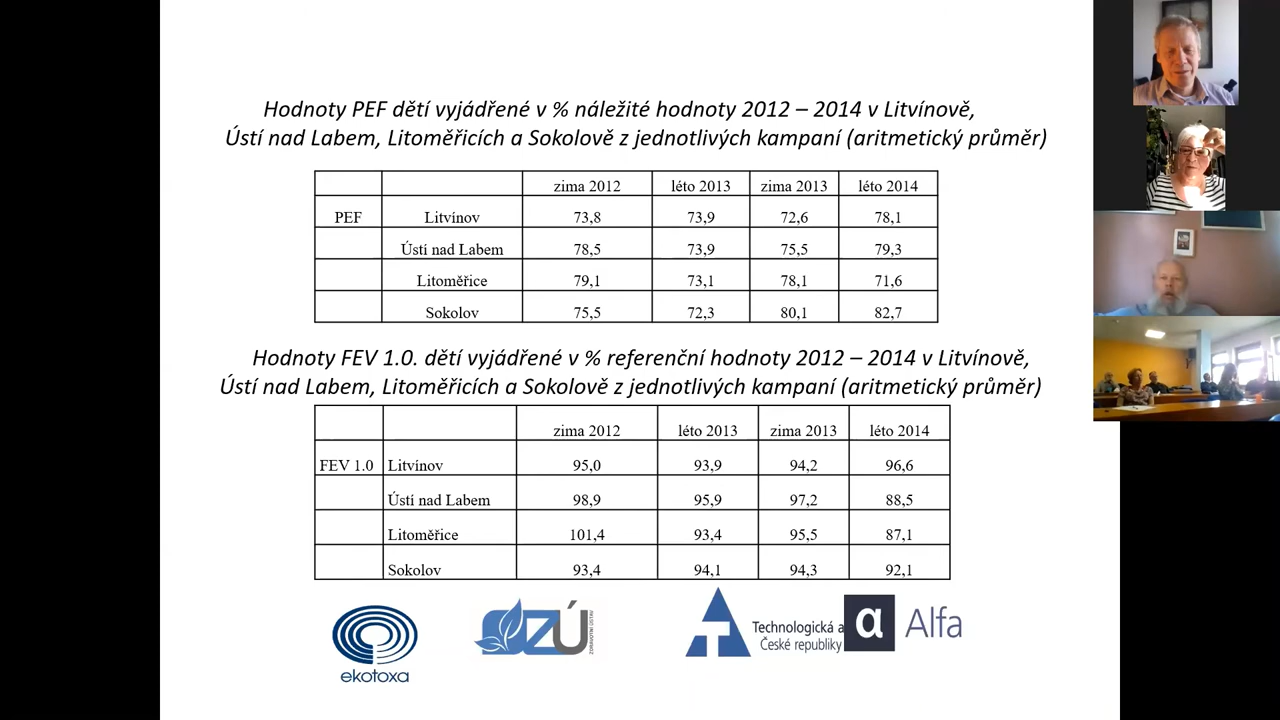 Hodnoty PEF dětí vyjádřené v % náležité hodnoty 2012 – 2014 v Litvínově,
Ústí nad Labem, Litoměřicích a Sokolově z jednotlivých kampaní (aritmetický průměr)
zima 2012 léto 2013 zima 2013 léto 2014
PEF Litvínov 73,8 73,9 72,6 78,1
Ústí nad Labem 78,5 73,9 75,5 79,3
Litoměřice 79,1 73,1 78,1 71,6
Sokolov 75,5 72,3 80,1 82,7
Hodnoty FEV 1.0. dětí vyjádřené v % referenční hodnoty 2012 – 2014 v Litvínově,
Ústí nad Labem, Litoměřicích a Sokolově z jednotlivých kampaní (aritmetický průměr)
zima 2012 léto 2013 zima 2013 léto 2014
FEV 1.0 Litvínov 95,0 93,9 94,2 96,6
Ústí nad Labem 98,9 95,9 97,2 88,5
Litoměřice 101,4 93,4 95,5 87,1
Sokolov 93,4 94,1 94,3 92,1
ekotoxa
ZÚ ZDRAVOTNÍ ÚSTAV
T Technologická a
České republiky
α Alfa